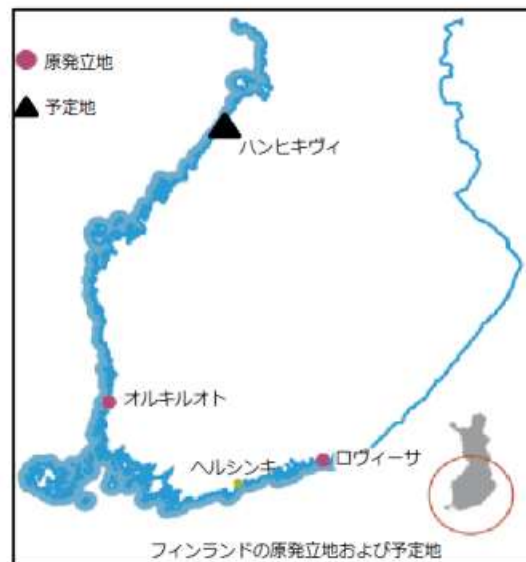 原発立地
予定地
ハンヒキヴィ
オルキルオト
ヘルシンキ
ロヴィーサ
フィンランドの原発立地および予定地